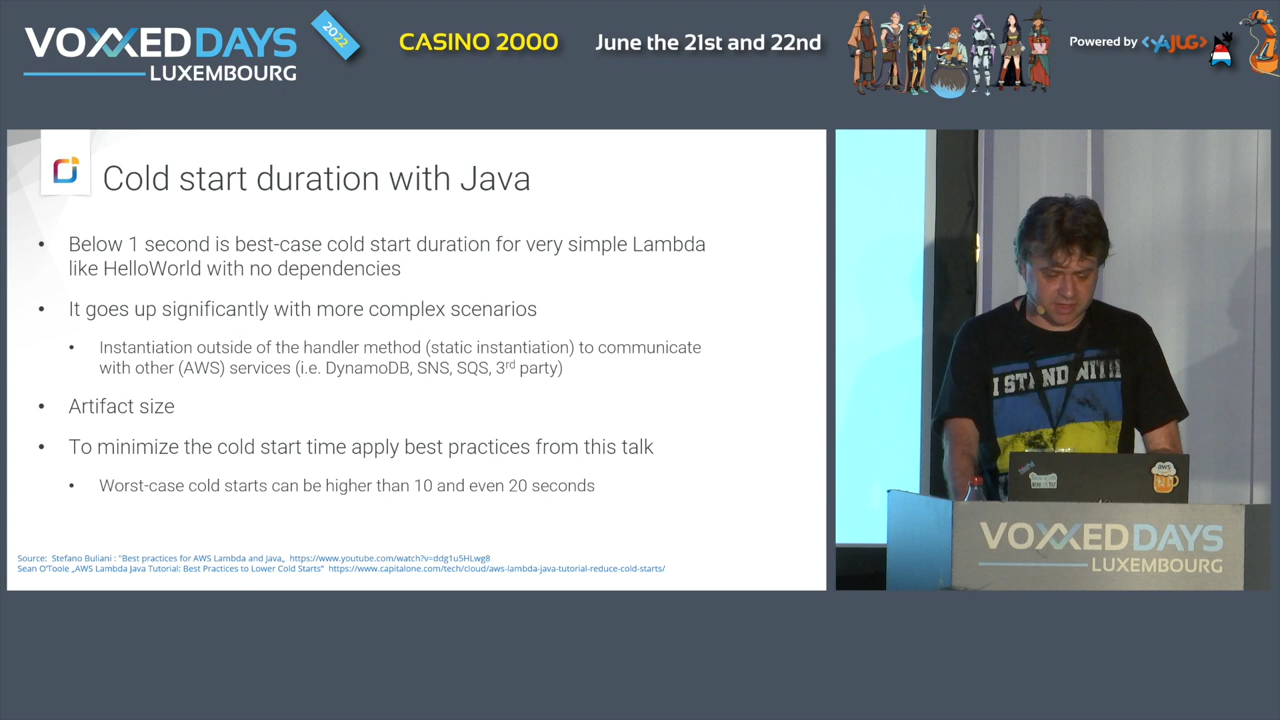 VOXXED DAYS
LUXEMBOURG
2022
CASINO 2000
June the 21st and 22nd
Powered by <YAJUG>
Cold start duration with Java
• Below 1 second is best-case cold start duration for very simple Lambda
like HelloWorld with no dependencies
• It goes up significantly with more complex scenarios
• Instantiation outside of the handler method (static instantiation) to communicate
with other (AWS) services (i.e. DynamoDB, SNS, SQS, 3rd party)
• Artifact size
• To minimize the cold start time apply best practices from this talk
• Worst-case cold starts can be higher than 10 and even 20 seconds
Source: Stefano Buliani : "Best practices for AWS Lambda and Java„ https://www.youtube.com/watch?v=ddg1u5HLwg8
Sean O'Toole „AWS Lambda Java Tutorial: Best Practices to Lower Cold Starts" https://www.capitalone.com/tech/cloud/aws-lambda-java-tutorial-reduce-cold-starts/
I STAND WITH
aws
VOXXED DAYS
LUXEMBOURG